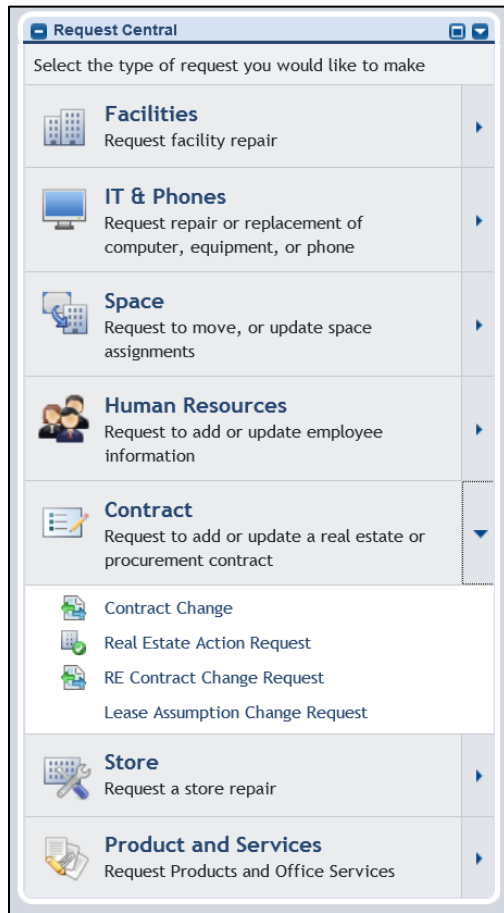 Request Central
Select the type of request you would like to make
Facilities
Request facility repair
IT & Phones
Request repair or replacement of
computer, equipment, or phone
Space
Request to move, or update space
assignments
Human Resources
Request to add or update employee
information
Contract
Request to add or update a real estate or
procurement contract
Contract Change
Real Estate Action Request
RE Contract Change Request
Lease Assumption Change Request
Store
Request a store repair
Product and Services
Request Products and Office Services